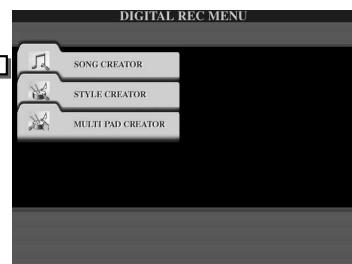 DIGITAL REC MENU
SONG CREATOR
STYLE CREATOR
MULTI PAD CREATOR